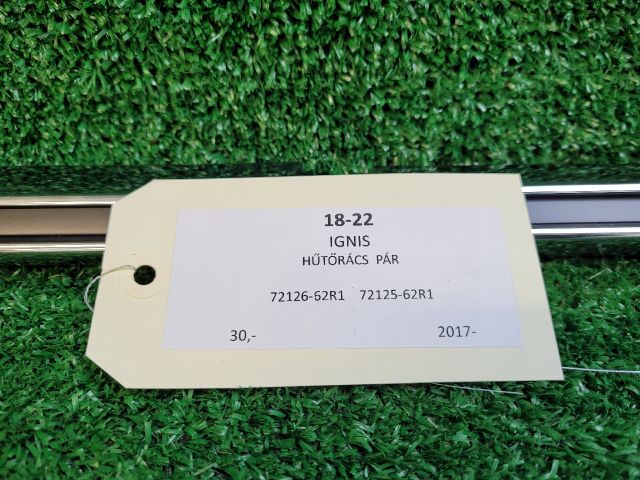 18-22
IGNIS
HŰTŐRÁCS PÁR
72126-62R1 72125-62R1
30,- 2017-